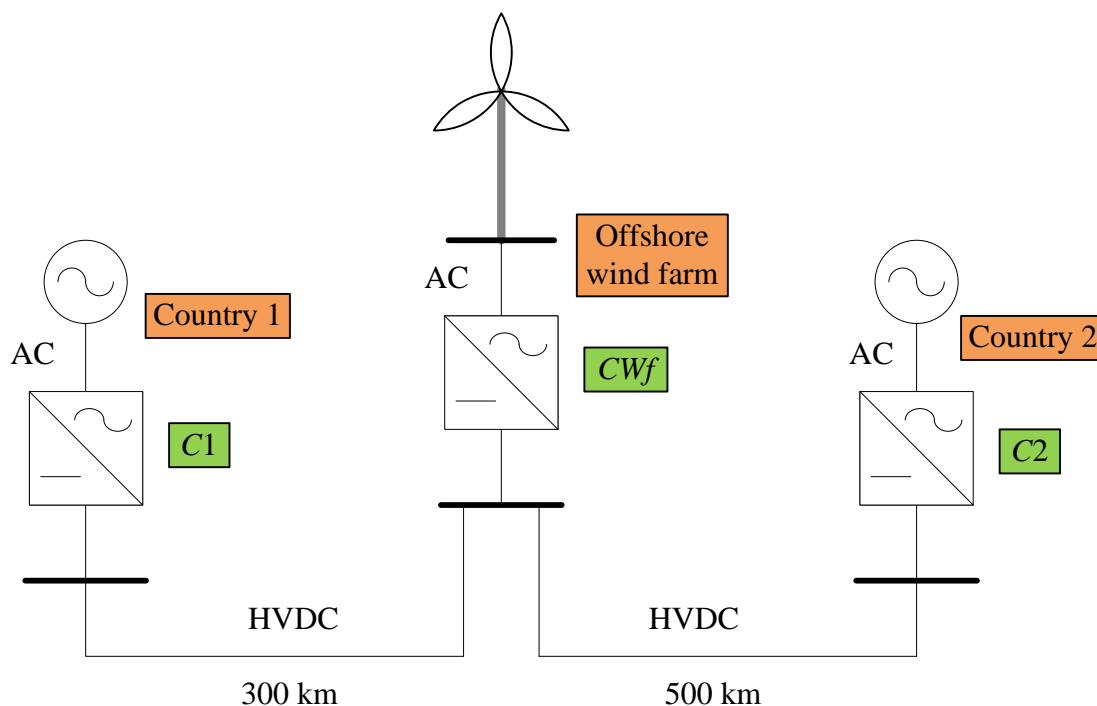 Offshore
wind farm
AC
Country 1
Country 2
AC
AC
CWf
C1
C2
HVDC
HVDC
300 km
500 km